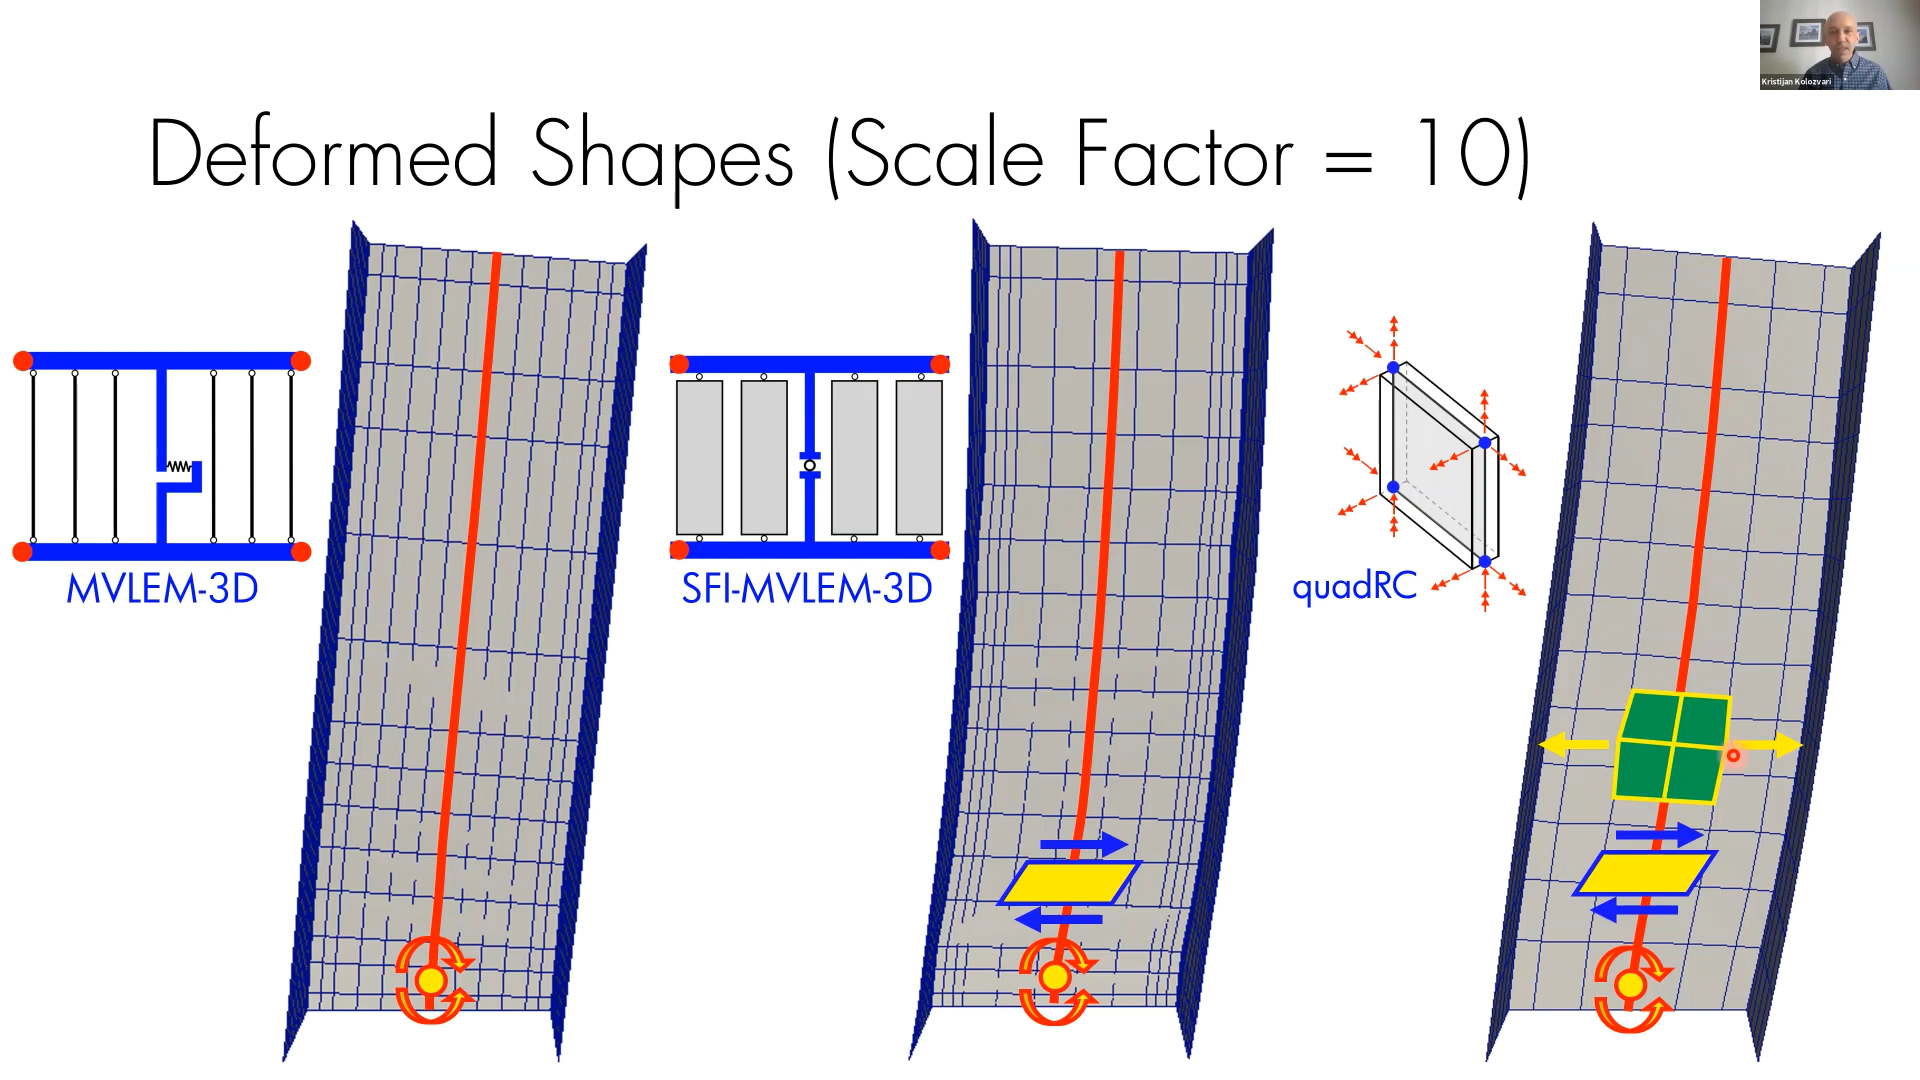 Kristijan Kolozvari
Deformed Shapes (Scale Factor = 10)
MVLEM-3D
SFI-MVLEM-3D
quadRC